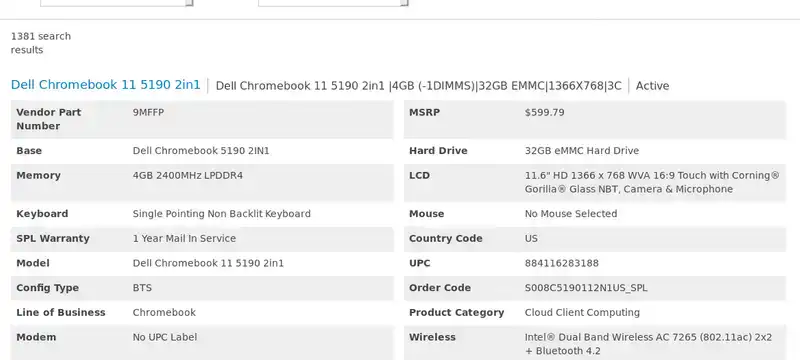 1381 search
results
Dell Chromebook 11 5190 2in1 | Dell Chromebook 11 5190 2in1 |4GB (-1DIMMS)|32GB EMMC|1366X768|3C | Active
Vendor Part Number 9MFFP MSRP $599.79
Base Dell Chromebook 5190 2IN1 Hard Drive 32GB eMMC Hard Drive
Memory 4GB 2400MHz LPDDR4 LCD 11.6" HD 1366 x 768 WVA 16:9 Touch with Corning®
Gorilla® Glass NBT, Camera & Microphone
Keyboard Single Pointing Non Backlit Keyboard Mouse No Mouse Selected
SPL Warranty 1 Year Mail In Service Country Code US
Model Dell Chromebook 11 5190 2in1 UPC 884116283188
Config Type BTS Order Code S008C5190112N1US_SPL
Line of Business Chromebook Product Category Cloud Client Computing
Modem No UPC Label Wireless Intel® Dual Band Wireless AC 7265 (802.11ac) 2x2
+ Bluetooth 4.2